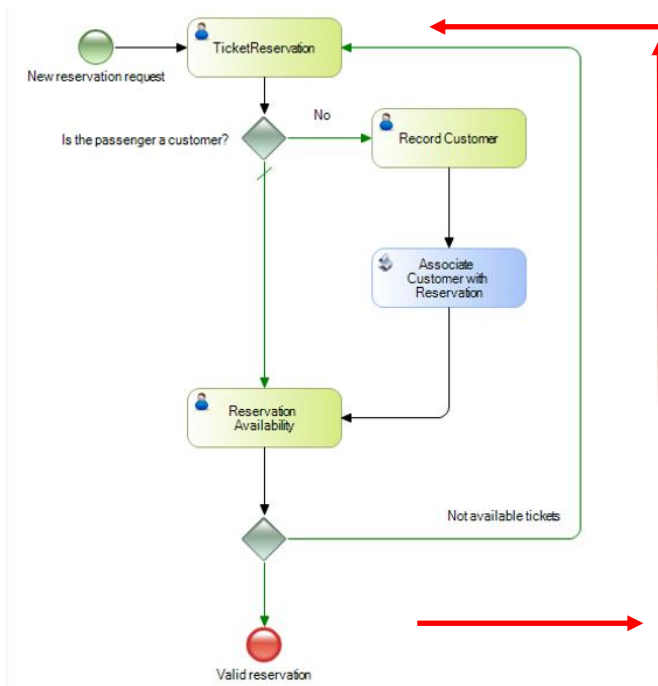 TicketReservation
New reservation request
Is the passenger a customer?
No
Record Customer
Associate
Customer with
Reservation
Reservation
Availability
Not available tickets
Valid reservation